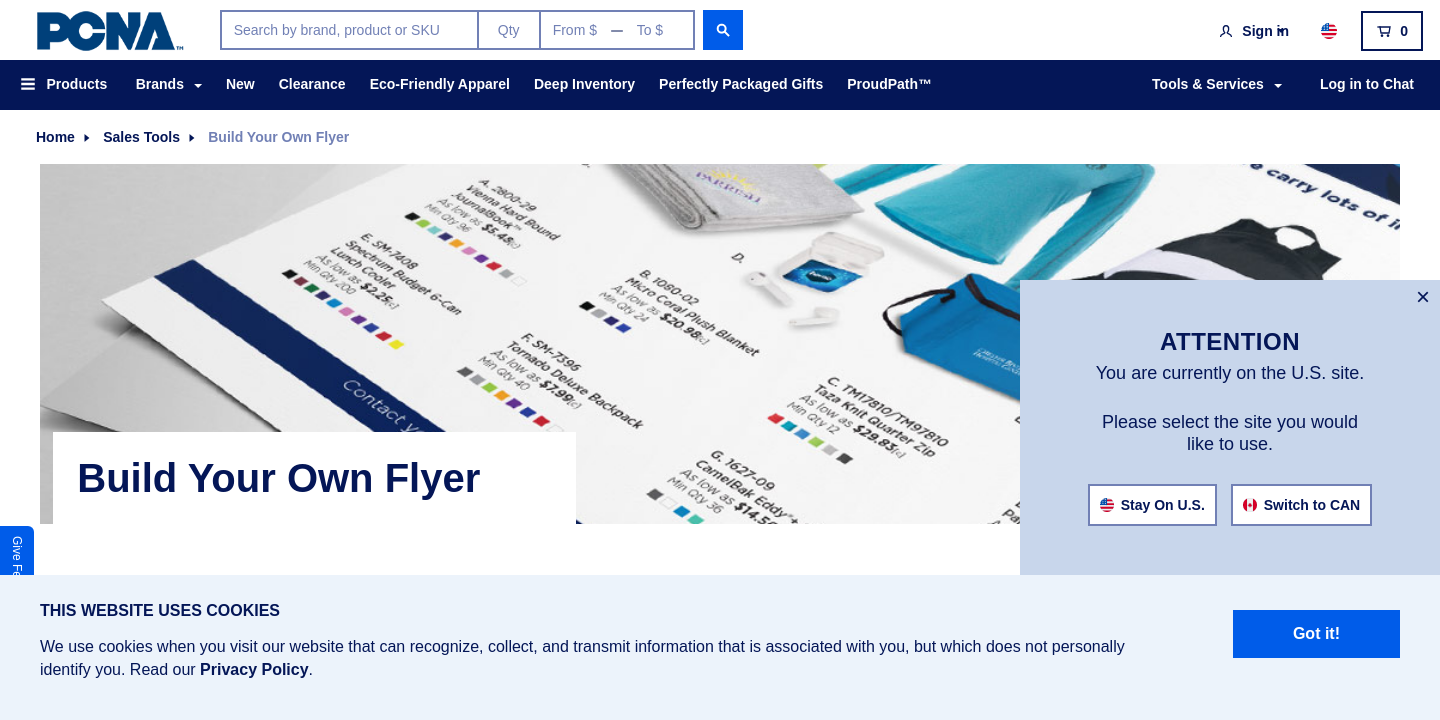 PCNA™
Search by brand, product or SKU
Qty
From $ — To $
Sign in
0
Products
Brands
New
Clearance
Eco-Friendly Apparel
Deep Inventory
Perfectly Packaged Gifts
ProudPath™
Tools & Services
Log in to Chat
Home
Sales Tools
Build Your Own Flyer
A. 2800-29
Vienna Hard Bound
JournalBook™
As low as $5.48(c)
Min Qty 96
E. SM-7408
Spectrum Budget 6-Can
Lunch Cooler
As low as $2.25(c)
Min Qty 200
B. 1080-02
Micro Coral Plush Blanket
As low as $20.98(c)
Min Qty 24
D.
e carry lots of i
F. SM-7396
Tornado Deluxe Backpack
As low as $7.99(c)
Min Qty 40
C. TM17810/TM97810
Taza Knit Quarter Zip
As low as $29.83(c)
Min Qty 12
G. 1627-09
CamelBak Eddy®+
As low as $14.50
Min Qty 36
Contact y
Build Your Own Flyer
×
ATTENTION
You are currently on the U.S. site.
Please select the site you would
like to use.
Stay On U.S.
Switch to CAN
Give Fe
THIS WEBSITE USES COOKIES
We use cookies when you visit our website that can recognize, collect, and transmit information that is associated with you, but which does not personally
identify you. Read our Privacy Policy.
Got it!